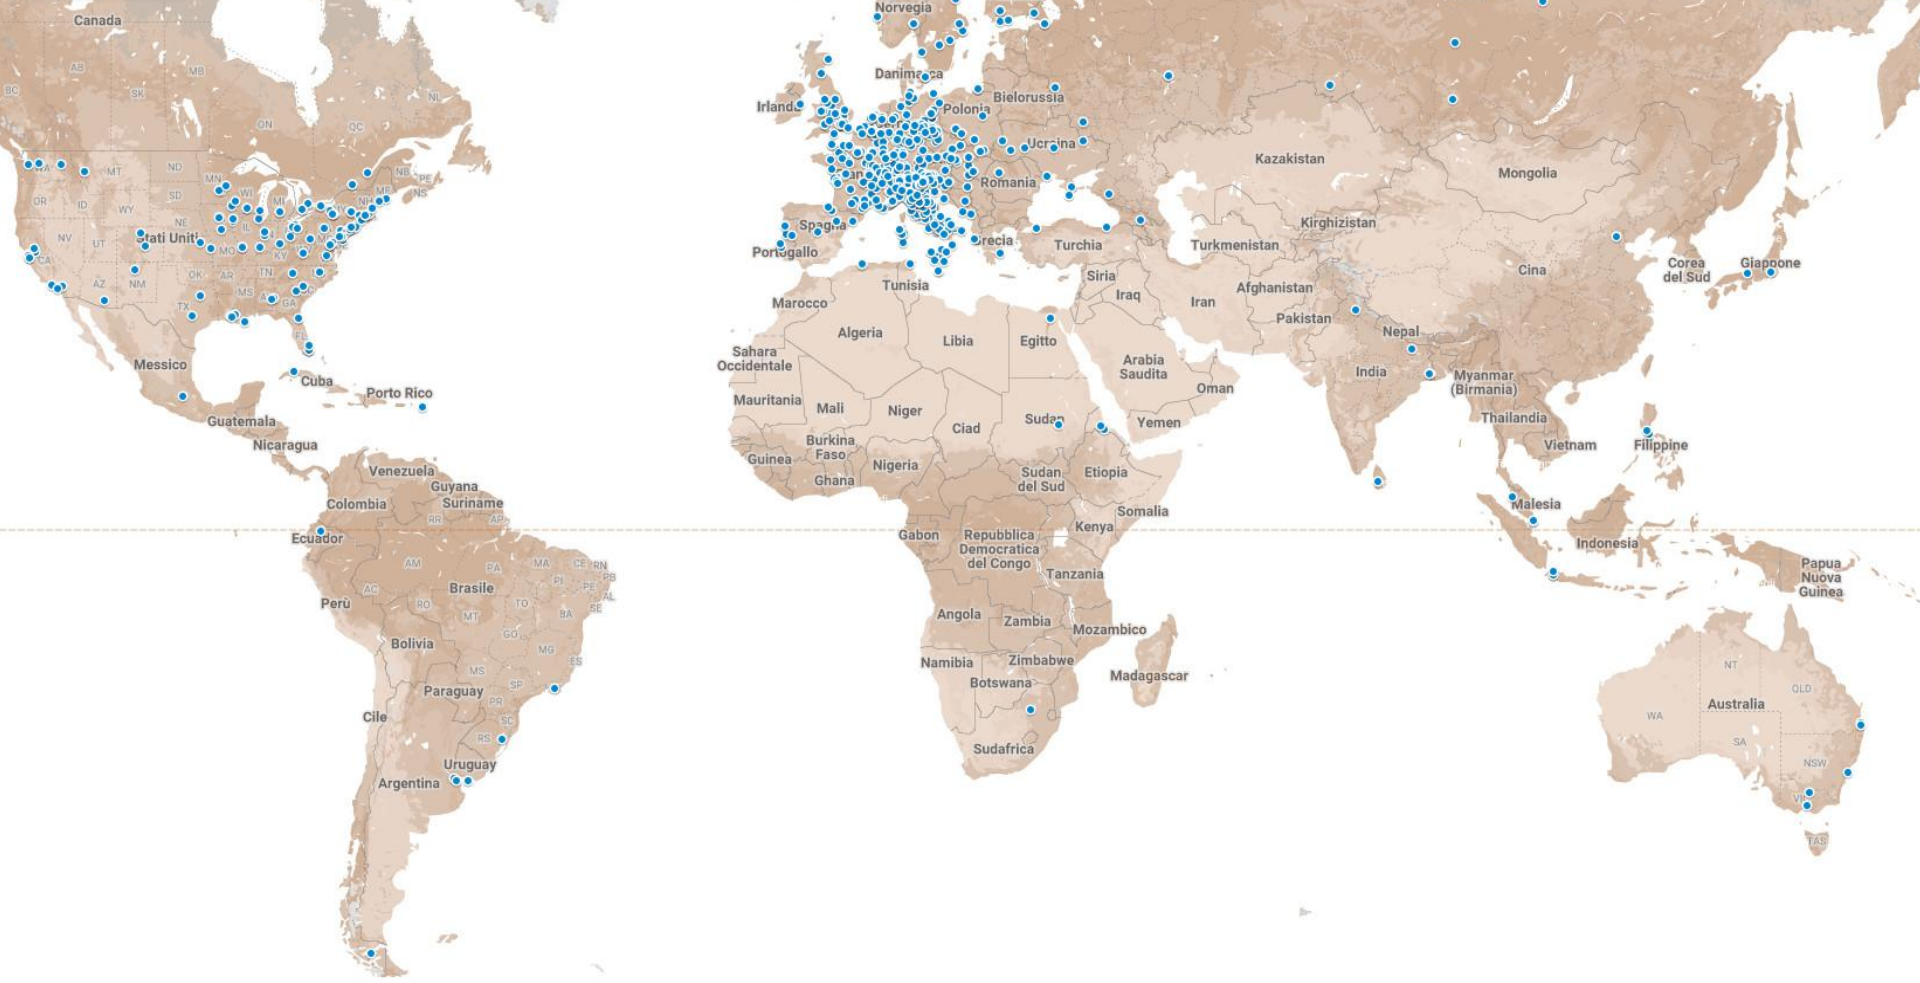 Canada
AB
MB
SK
BC
NL
ON
QC
NB
PE
NS
WA
MT
ND
MN
SD
WI
MI
ME
NH
OR
ID
WY
NE
NV
UT
Stati Uniti
IL
MO
KY
CA
AZ
NM
OK
AR
TN
TX
MS
GA
FL
Messico
Cuba
Porto Rico
Guatemala
Nicaragua
Venezuela
Guyana
Suriname
Colombia
RR
AP
Ecuador
AM
PA
MA
CE
RN
PB
PI
PE
AL
SE
AC
RO
Brasile
TO
BA
MT
Perù
GO
Bolivia
MG
ES
MS
SP
Paraguay
PR
SC
Cile
RS
Uruguay
Argentina
Norvegia
Danimarca
Irlanda
Polonia
Bielorussia
Ucraina
Romania
Spagna
Portogallo
Grecia
Turchia
Tunisia
Marocco
Algeria
Libia
Egitto
Sahara
Occidentale
Mauritania
Mali
Niger
Ciad
Sudan
Burkina
Faso
Guinea
Nigeria
Ghana
Sudan
del Sud
Etiopia
Somalia
Kenya
Gabon
Repubblica
Democratica
del Congo
Tanzania
Angola
Zambia
Mozambico
Namibia
Zimbabwe
Botswana
Madagascar
Sudafrica
Siria
Iraq
Iran
Arabia
Saudita
Oman
Yemen
Kazakistan
Kirghizistan
Turkmenistan
Afghanistan
Pakistan
Nepal
India
Mongolia
Cina
Corea
del Sud
Giappone
Myanmar
(Birmania)
Thailandia
Vietnam
Filippine
Malesia
Indonesia
Papua
Nuova
Guinea
NT
QLD
Australia
WA
SA
NSW
TAS